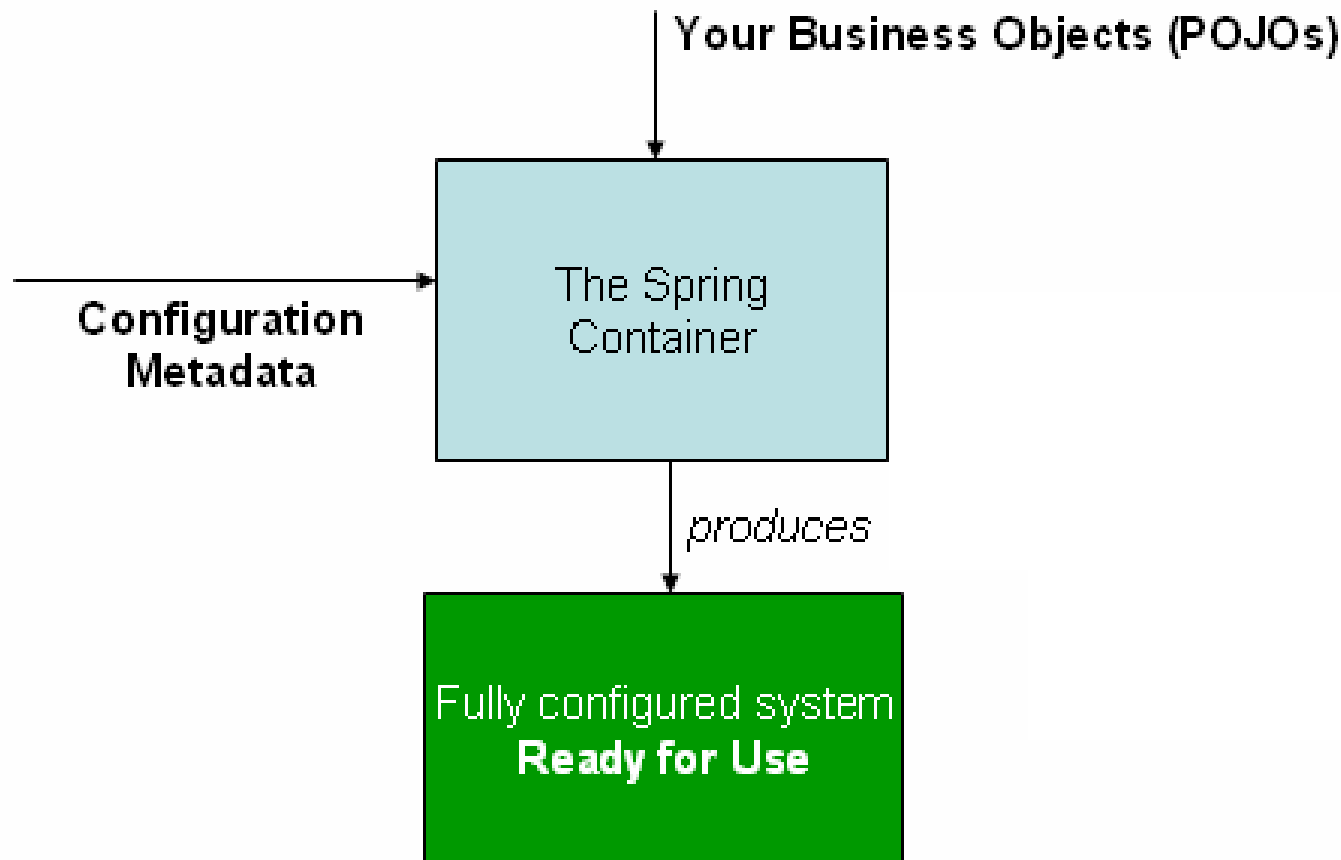 Your Business Objects (POJOs)
The Spring
Container
Configuration
Metadata
produces
Fully configured system
Ready for Use